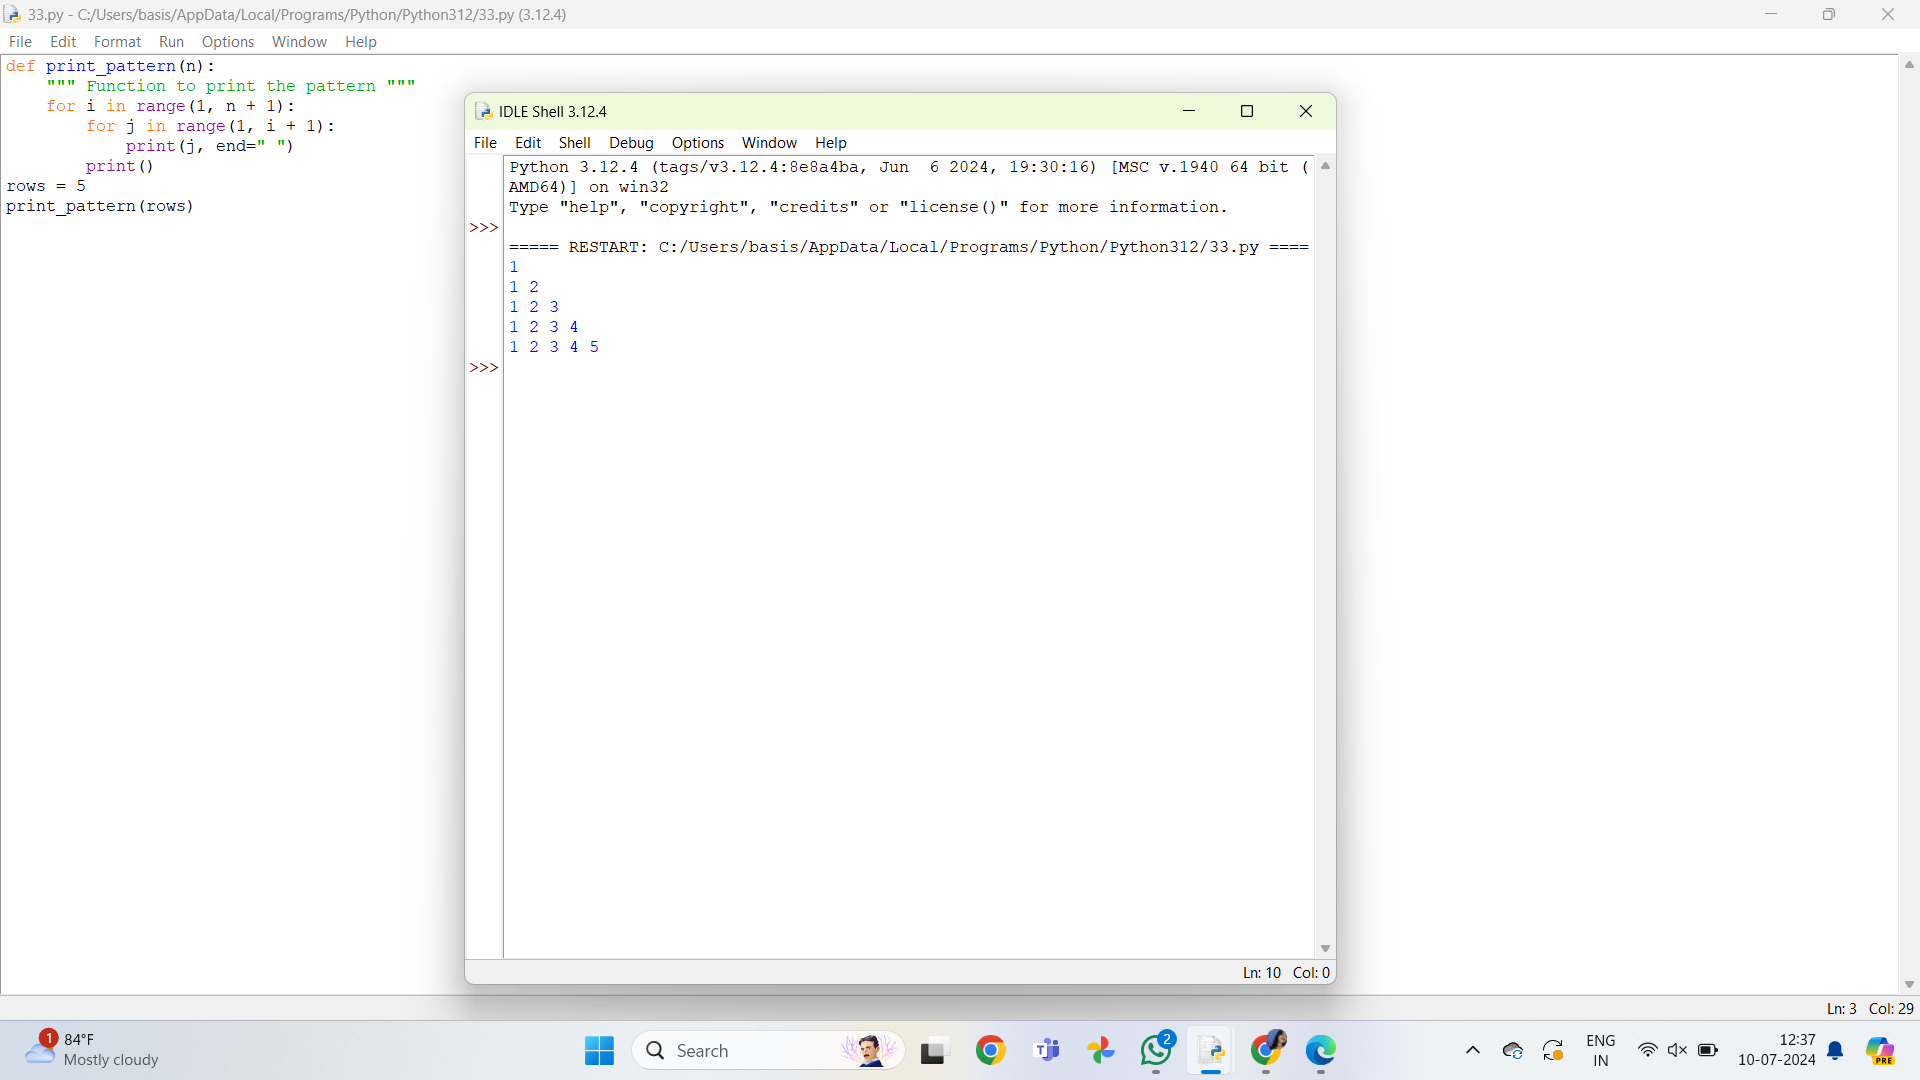 33.py - C:/Users/basis/AppData/Local/Programs/Python/Python312/33.py (3.12.4)
File Edit Format Run Options Window Help
def print_pattern(n):
    """ Function to print the pattern """
    for i in range(1, n + 1):
        for j in range(1, i + 1):
            print(j, end=" ")
        print()
rows = 5
print_pattern(rows)
IDLE Shell 3.12.4
File Edit Shell Debug Options Window Help
Python 3.12.4 (tags/v3.12.4:8e8a4ba, Jun  6 2024, 19:30:16) [MSC v.1940 64 bit (
AMD64)] on win32
Type "help", "copyright", "credits" or "license()" for more information.
>>>
===== RESTART: C:/Users/basis/AppData/Local/Programs/Python/Python312/33.py ====
1
1 2
1 2 3
1 2 3 4
1 2 3 4 5
>>>
Ln: 10 Col: 0
Ln: 3 Col: 29
1
84°F
Mostly cloudy
Search
2
ENG
IN
12:37
10-07-2024
PRE